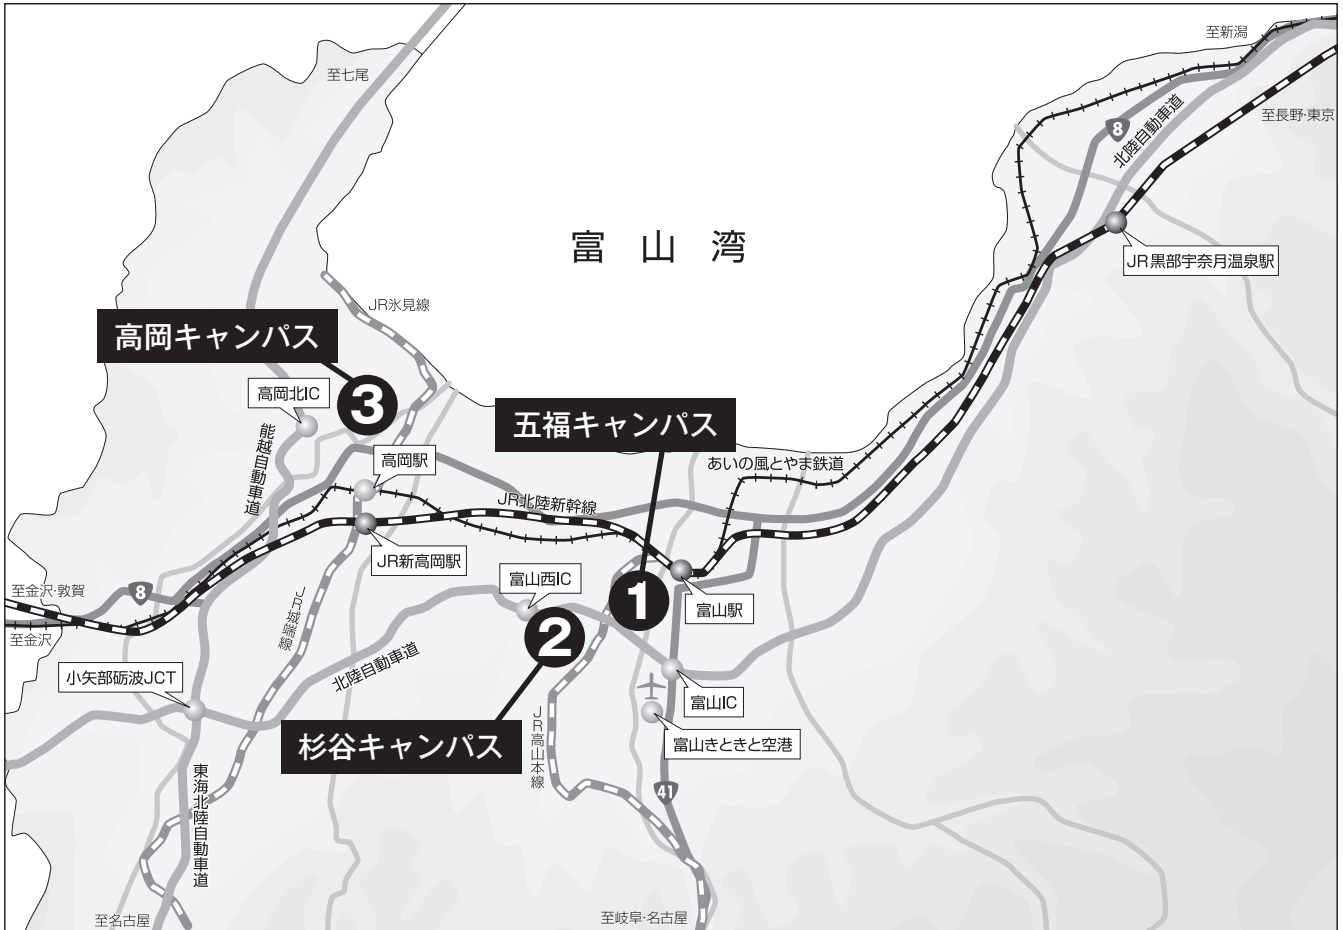 至新潟
至七尾
8
北陸自動車道
至長野・東京
富山湾
JR黒部宇奈月温泉駅
JR氷見線
高岡キャンパス
高岡北IC
3
五福キャンパス
能越自動車道
高岡駅
あいの風とやま鉄道
JR北陸新幹線
JR新高岡駅
富山西IC
至金沢・敦賀
8
1
富山駅
至金沢
JR城端線
2
小矢部砺波JCT
北陸自動車道
富山IC
杉谷キャンパス
JR高山本線
富山きときと空港
東海北陸自動車道
41
至名古屋
至岐阜・名古屋